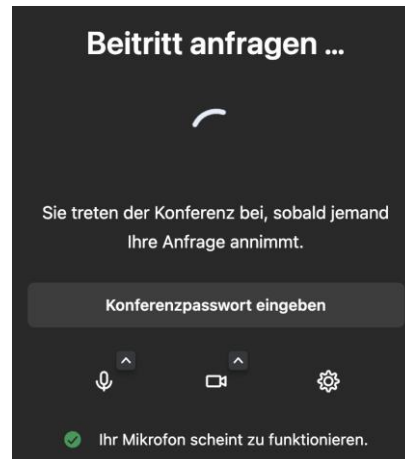 Beitritt anfragen ...
Sie treten der Konferenz bei, sobald jemand
Ihre Anfrage annimmt.
Konferenzpasswort eingeben
Ihr Mikrofon scheint zu funktionieren.